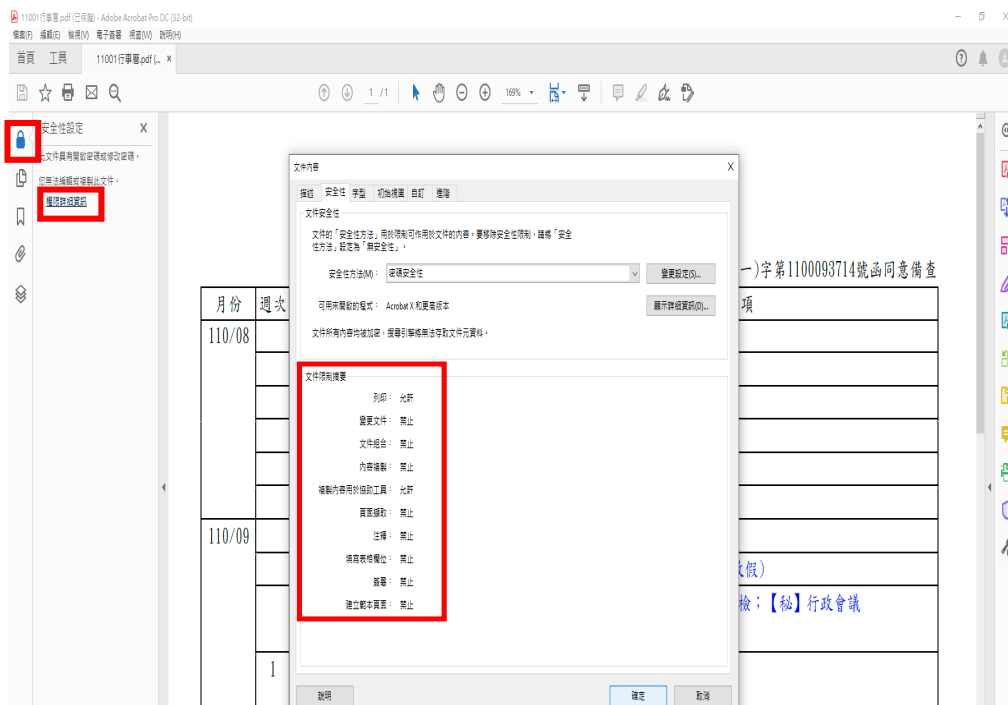 11001行事曆.pdf (已保護) - Adobe Acrobat Pro DC (32-bit)
檔案(F) 編輯(E) 檢視(V) 電子簽署 視窗(W) 說明(H)
首頁 工具 11001行事曆.pdf (... ×
1 / 1 169%
安全性設定 X
此文件具有開啟密碼或修改密碼。
您無法編輯或複製此文件。
權限詳細資訊
文件內容 X
描述 安全性 字型 初始檢視 自訂 進階
文件安全性
文件的「安全性方法」用於限制可作用於文件的內容。要移除安全性限制，請將「安全
性方法」設定為「無安全性」。
安全性方法(M)： 密碼安全性 變更設定(S)...
可用來開啟的程式： Acrobat X 和更高版本 顯示詳細資訊(D)...
文件所有內容均被加密，搜尋引擎將無法存取文件元資料。
文件限制摘要
列印： 允許
變更文件： 禁止
文件組合： 禁止
內容複製： 禁止
複製內容用於協助工具： 允許
頁面擷取： 禁止
注釋： 禁止
填寫表格欄位： 禁止
簽署： 禁止
建立範本頁面： 禁止
說明 確定 取消
一)字第1100093714號函同意備查
月份 週次 項
110/08
110/09
放假)
檢；【秘】行政會議
1